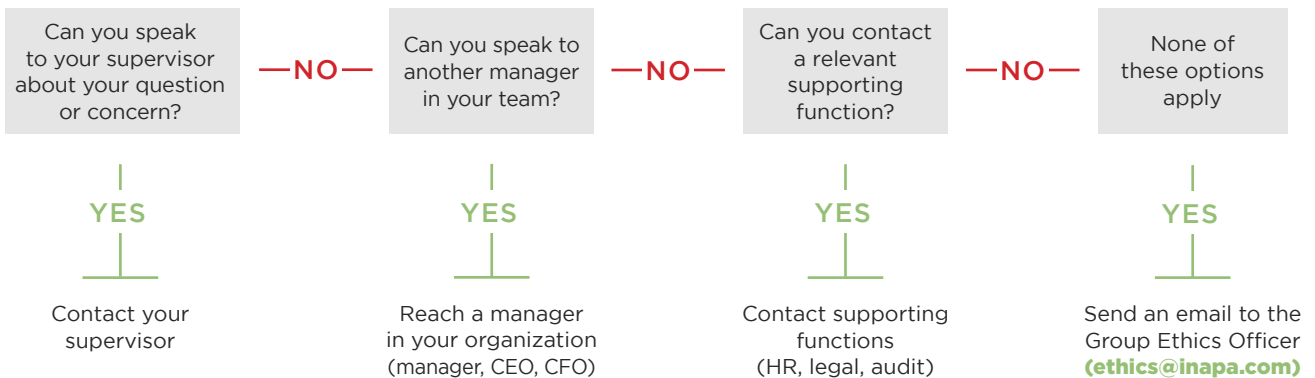 Can you speak
to your supervisor
about your question
or concern?
NO
Can you speak to
another manager
in your team?
NO
Can you contact
a relevant
supporting
function?
NO
None of
these options
apply
YES
YES
YES
YES
Contact your
supervisor
Reach a manager
in your organization
(manager, CEO, CFO)
Contact supporting
functions
(HR, legal, audit)
Send an email to the
Group Ethics Officer
(ethics@inapa.com)